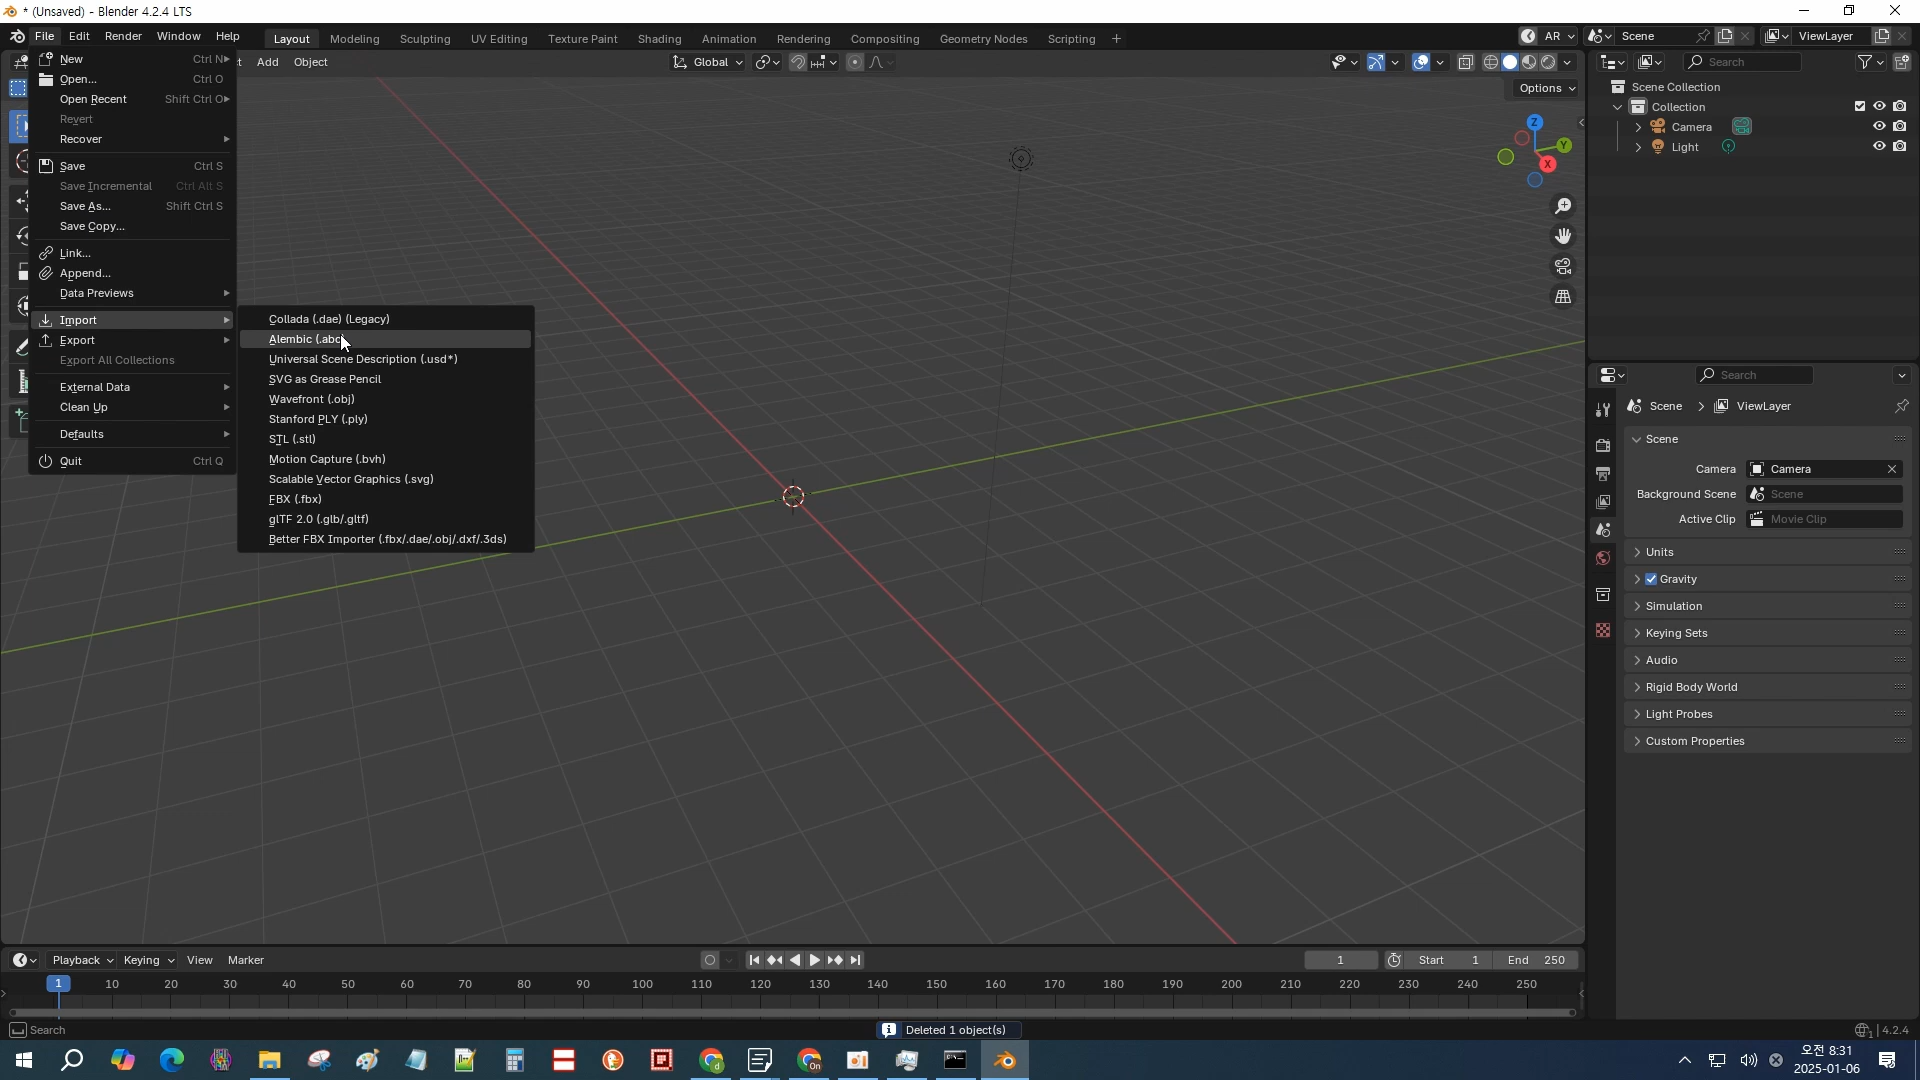 * (Unsaved) - Blender 4.2.4 LTS
File Edit Render Window Help
Layout Modeling Sculpting UV Editing Texture Paint Shading Animation Rendering Compositing Geometry Nodes Scripting
AR Scene ViewLayer
Add Object
Global
Options
Z
Y
X
New Ctrl N
Open... Ctrl O
Open Recent Shift Ctrl O
Revert
Recover
Save Ctrl S
Save Incremental Ctrl Alt S
Save As... Shift Ctrl S
Save Copy...
Link...
Append...
Data Previews
Import
Export
Export All Collections
External Data
Clean Up
Defaults
Quit Ctrl Q
Collada (.dae) (Legacy)
Alembic (.abc
Universal Scene Description (.usd*)
SVG as Grease Pencil
Wavefront (.obj)
Stanford PLY (.ply)
STL (.stl)
Motion Capture (.bvh)
Scalable Vector Graphics (.svg)
FBX (.fbx)
glTF 2.0 (.glb/.gltf)
Better FBX Importer (.fbx/.dae/.obj/.dxf/.3ds)
Search
Scene Collection
Collection
Camera
Light
Search
Scene ViewLayer
Scene
Camera Camera
Background Scene Scene
Active Clip Movie Clip
Units
Gravity
Simulation
Keying Sets
Audio
Rigid Body World
Light Probes
Custom Properties
Playback Keying View Marker
1 Start 1 End 250
1 10 20 30 40 50 60 70 80 90 100 110 120 130 140 150 160 170 180 190 200 210 220 230 240 250
Search
Deleted 1 object(s)
4.2.4
오전 8:31
2025-01-06